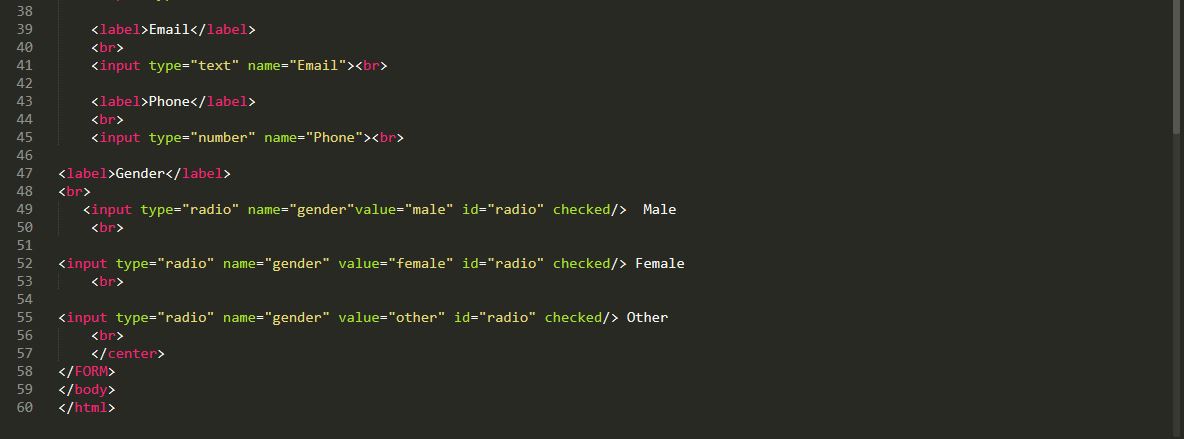 38
39 <label>Email</label>
40 <br>
41 <input type="text" name="Email"><br>
42
43 <label>Phone</label>
44 <br>
45 <input type="number" name="Phone"><br>
46
47 <label>Gender</label>
48 <br>
49 <input type="radio" name="gender"value="male" id="radio" checked/>  Male
50 <br>
51
52 <input type="radio" name="gender" value="female" id="radio" checked/> Female
53 <br>
54
55 <input type="radio" name="gender" value="other" id="radio" checked/> Other
56 <br>
57 </center>
58 </FORM>
59 </body>
60 </html>